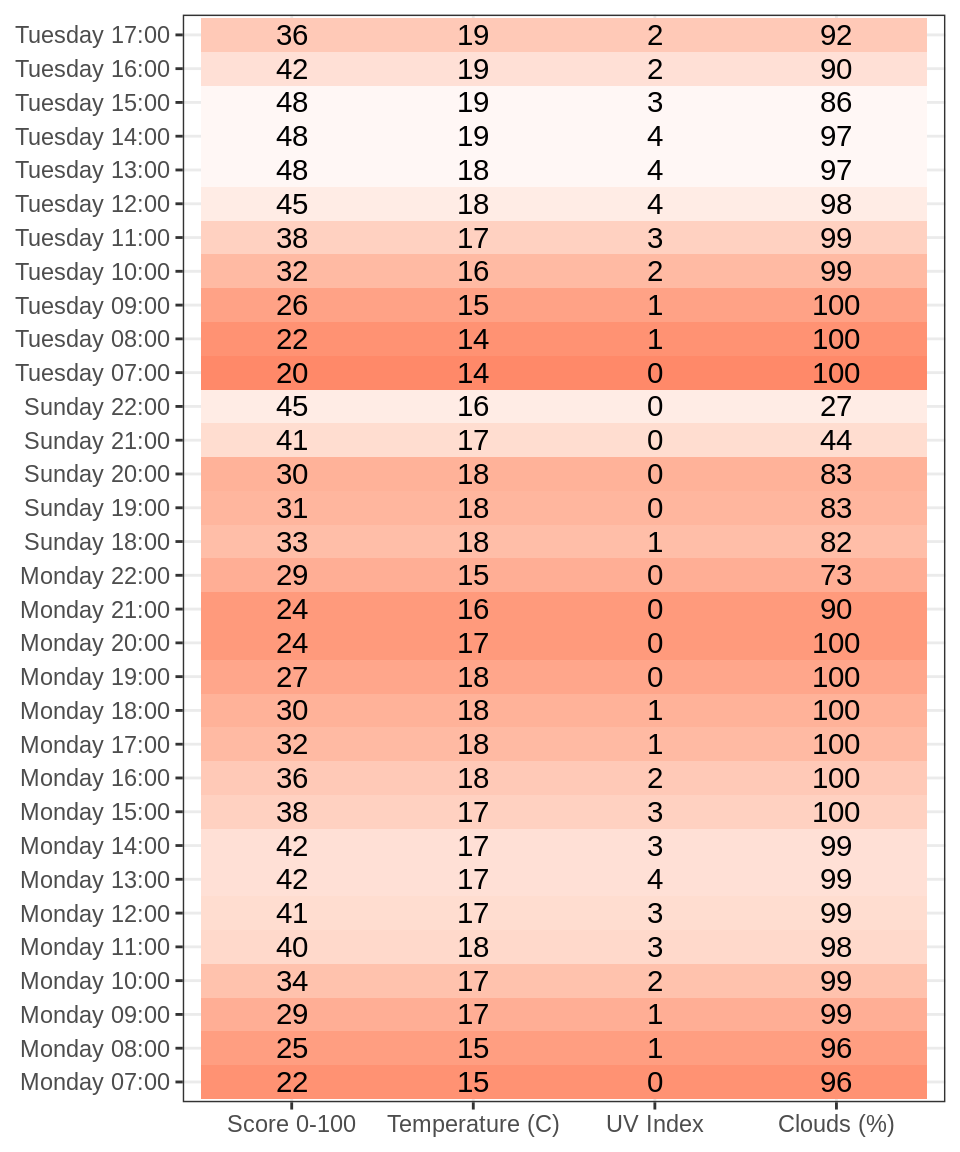 Tuesday 17:00 36 19 2 92
Tuesday 16:00 42 19 2 90
Tuesday 15:00 48 19 3 86
Tuesday 14:00 48 19 4 97
Tuesday 13:00 48 18 4 97
Tuesday 12:00 45 18 4 98
Tuesday 11:00 38 17 3 99
Tuesday 10:00 32 16 2 99
Tuesday 09:00 26 15 1 100
Tuesday 08:00 22 14 1 100
Tuesday 07:00 20 14 0 100
Sunday 22:00 45 16 0 27
Sunday 21:00 41 17 0 44
Sunday 20:00 30 18 0 83
Sunday 19:00 31 18 0 83
Sunday 18:00 33 18 1 82
Monday 22:00 29 15 0 73
Monday 21:00 24 16 0 90
Monday 20:00 24 17 0 100
Monday 19:00 27 18 0 100
Monday 18:00 30 18 1 100
Monday 17:00 32 18 1 100
Monday 16:00 36 18 2 100
Monday 15:00 38 17 3 100
Monday 14:00 42 17 3 99
Monday 13:00 42 17 4 99
Monday 12:00 41 17 3 99
Monday 11:00 40 18 3 98
Monday 10:00 34 17 2 99
Monday 09:00 29 17 1 99
Monday 08:00 25 15 1 96
Monday 07:00 22 15 0 96
Score 0-100 Temperature (C) UV Index Clouds (%)